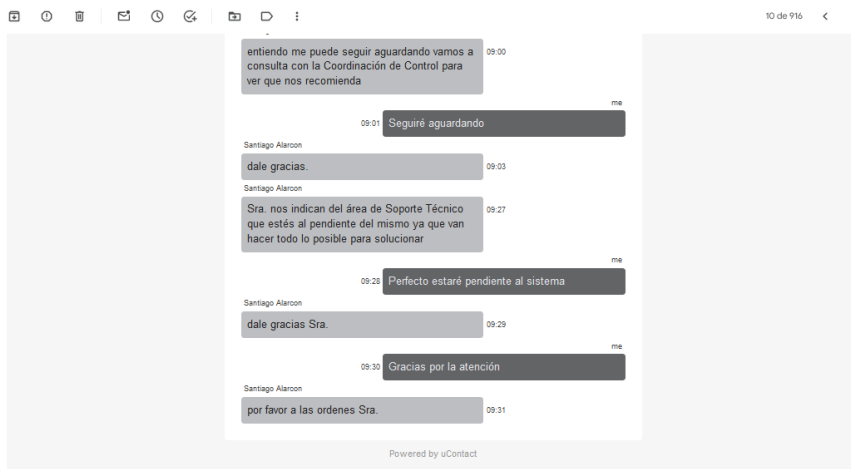 10 de 916
entiendo me puede seguir aguardando vamos a
consulta con la Coordinación de Control para
ver que nos recomienda
09:00
me
09:01
Seguiré aguardando
Santiago Alarcon
dale gracias.
09:03
Santiago Alarcon
Sra. nos indican del área de Soporte Técnico
que estés al pendiente del mismo ya que van
hacer todo lo posible para solucionar
09:27
me
09:28
Perfecto estaré pendiente al sistema
Santiago Alarcon
dale gracias Sra.
09:29
me
09:30
Gracias por la atención
Santiago Alarcon
por favor a las ordenes Sra.
09:31
Powered by uContact